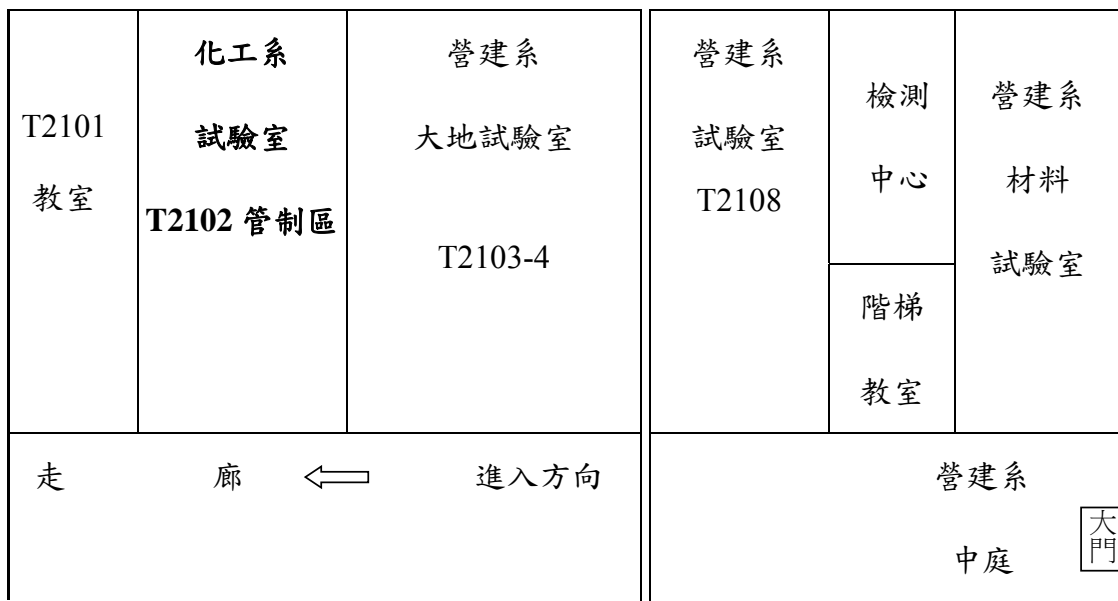 T2101
教室
化工系
試驗室
T2102 管制區
營建系
大地試驗室
T2103-4
營建系
試驗室
T2108
檢測
中心
階梯
教室
營建系
材料
試驗室
走 廊 進入方向
營建系
中庭
大門